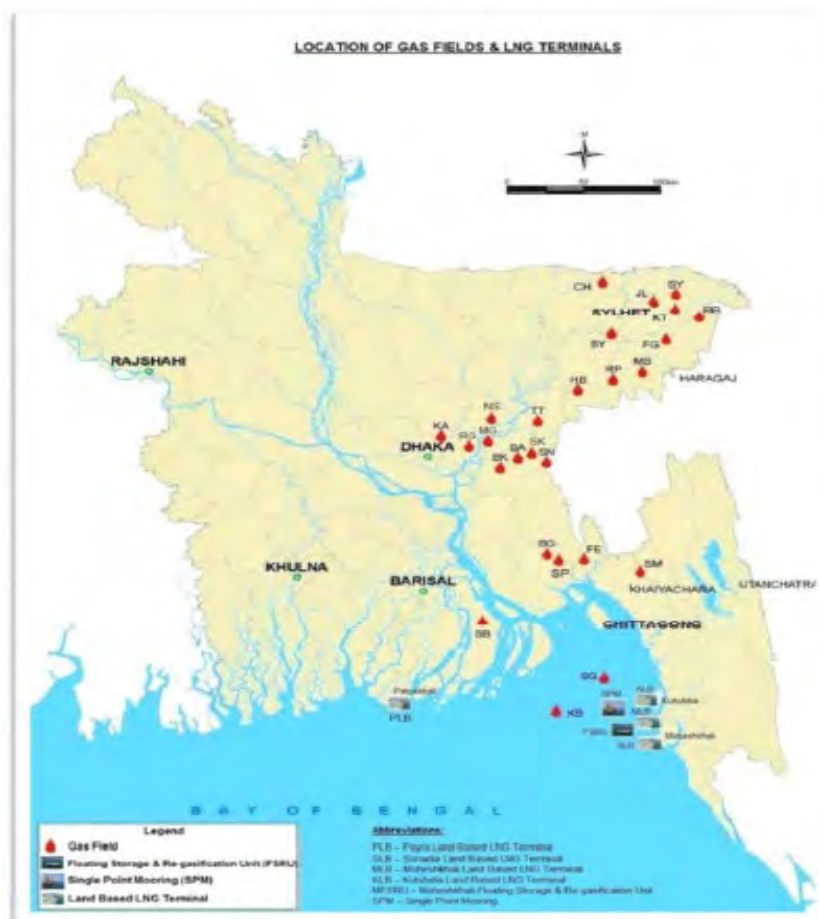 LOCATION OF GAS FIELDS & LNG TERMINALS
N
0
CH
JL
SY
SYLHET
KT
BB
SY
FG
RP
MB
HB
HARAGAJ
RAJSHAHI
NS
TT
KA
RG
MG
DHAKA
BK
BA
SK
SN
BG
SP
FE
SM
KHULNA
BARISAL
KHAIYACHARA
UTANCHATRA
SB
CHITTAGONG
SG
SPM
KB
PLB
BAY OF BENGAL
Legend
Gas Field
Floating Storage & Re-gasification Unit (FSRU)
Single Point Mooring (SPM)
Land Based LNG Terminal
Abbreviations:
PLB – Payra Land Based LNG Terminal
SLB – Sonadia Land Based LNG Terminal
MLB – Moheshkhali Land Based LNG Terminal
KLB – Kutubdia Land Based LNG Terminal
MFSRU – Moheshkhali Floating Storage & Re-gasification Unit
SPM – Single Point Mooring